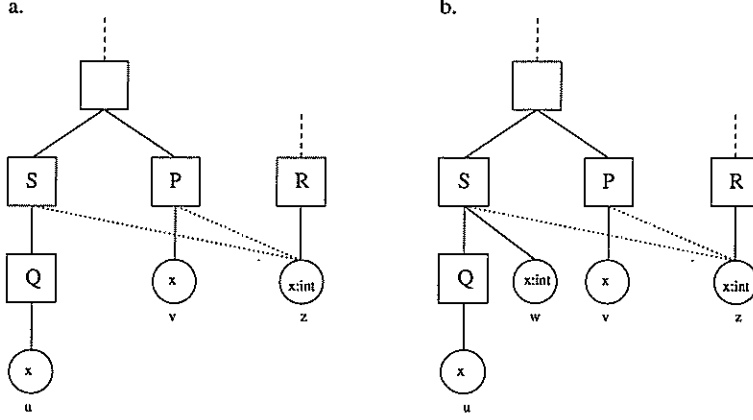 a.
b.
S P R
S P R
Q x x:int
v z
Q x:int x x:int
w v z
x
u
x
u